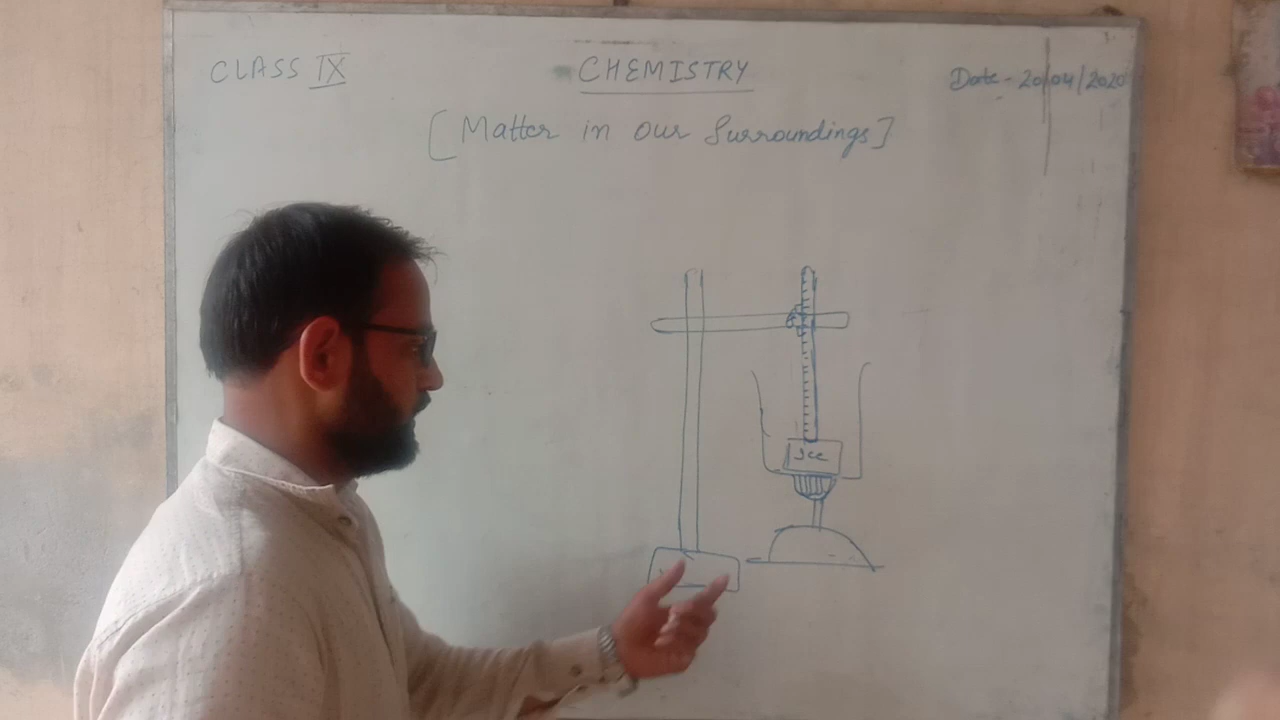 CLASS IX
CHEMISTRY
Date - 20/04/2020
[Matter in our Surroundings]
Ice